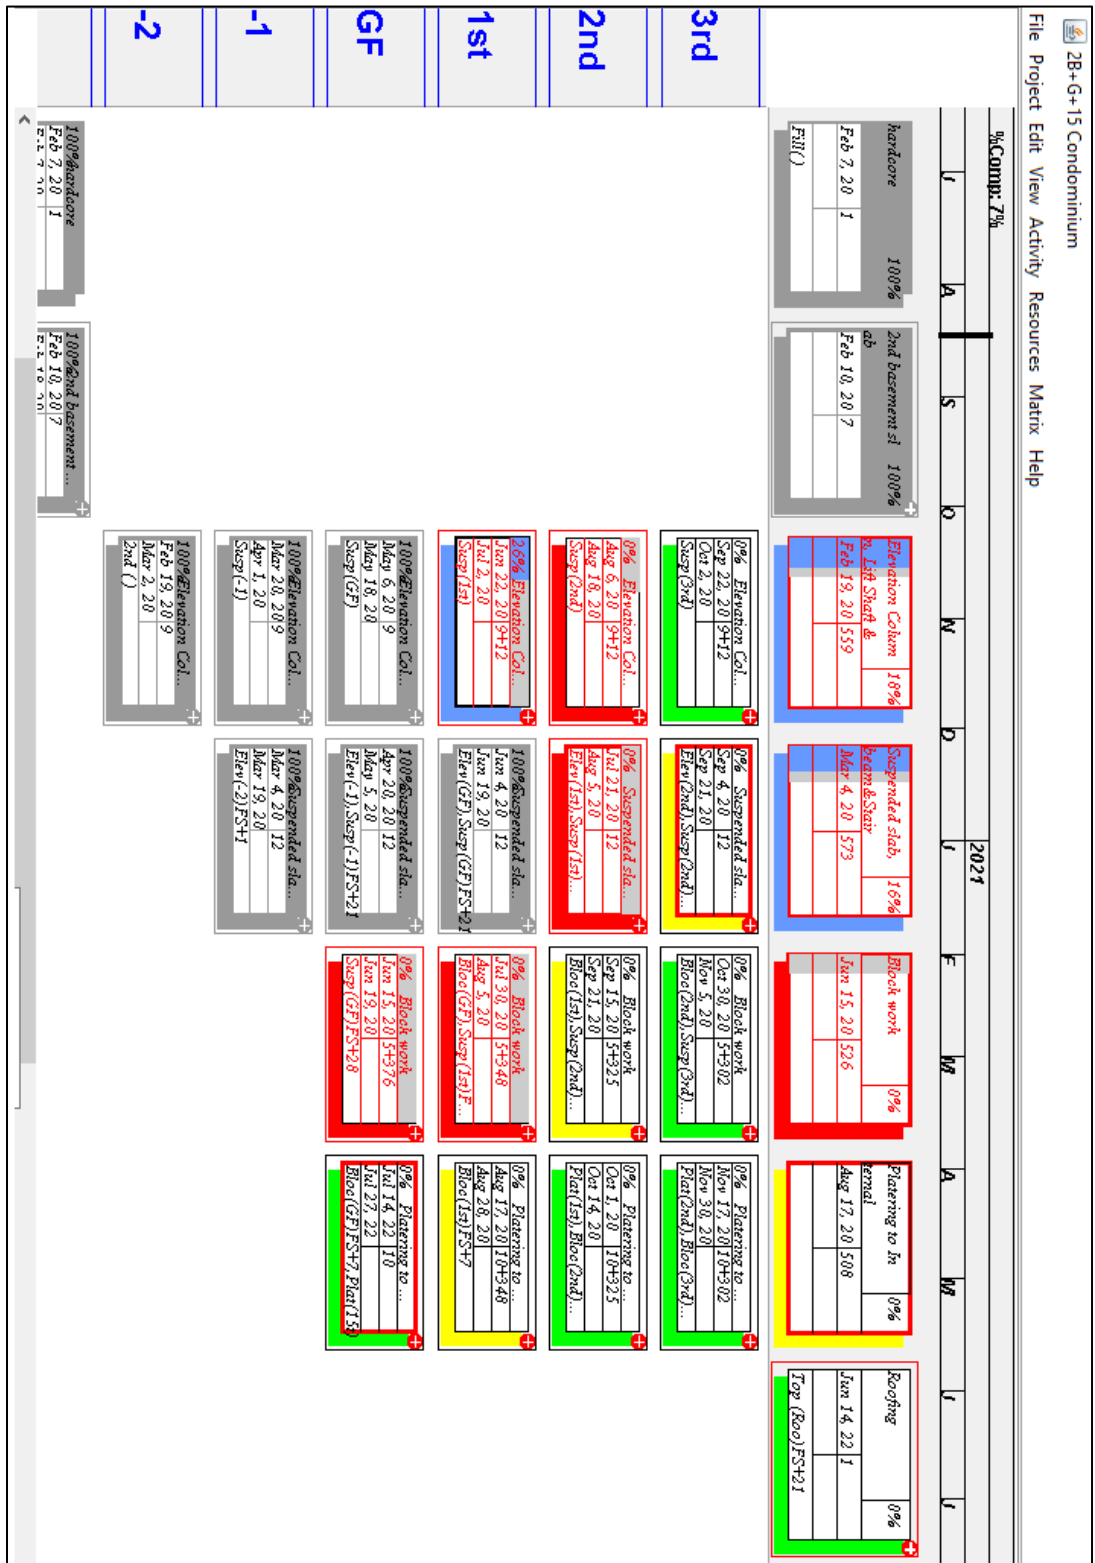 2B+G+15 Condominium
File Project Edit View Activity Resources Matrix Help
%Comp: 7%
2021
J A S O N D J F M A M J J
hardcore 100%
Feb 7, 20 1
Fill()
2nd basement sl 100%
ab
Feb 10, 20 7
Elevation Colum 18%
n, Lift Shaft &
Feb 19, 20 559
Suspended slab, 16%
beam&Stair
Mar 4, 20 573
Block work 0%
Jun 15, 20 526
Platering to In 0%
ternal
Aug 17, 20 508
Roofing 0%
Jun 14, 22 1
Top (Roo)FS+21
3rd
0% Elevation Col...
Sep 22, 20 9+12
Oct 2, 20
Susp(3rd)
0% Suspended sla...
Sep 4, 20 12
Sep 21, 20
Elev(2nd),Susp(2nd)...
0% Block work
Oct 30, 20 5+302
Nov 5, 20
Bloc(2nd),Susp(3rd)...
0% Platering to ...
Nov 17, 20 10+302
Nov 30, 20
Plat(2nd),Bloc(3rd)...
2nd
0% Elevation Col...
Aug 6, 20 9+12
Aug 18, 20
Susp(2nd)
0% Suspended sla...
Jul 21, 20 12
Aug 5, 20
Elev(1st),Susp(1st)...
0% Block work
Sep 15, 20 5+325
Sep 21, 20
Bloc(1st),Susp(2nd)...
0% Platering to ...
Oct 1, 20 10+325
Oct 14, 20
Plat(1st),Bloc(2nd)...
1st
26% Elevation Col...
Jun 22, 20 9+12
Jul 2, 20
Susp(1st)
100%Suspended sla...
Jun 4, 20 12
Jun 19, 20
Elev(GF),Susp(GF)FS+21
0% Block work
Jul 30, 20 5+348
Aug 5, 20
Bloc(GF),Susp(1st)F...
0% Platering to ...
Aug 17, 20 10+348
Aug 28, 20
Bloc(1st)FS+7
GF
100%Elevation Col...
May 6, 20 9
May 18, 20
Susp(GF)
100%Suspended sla...
Apr 20, 20 12
May 5, 20
Elev(-1),Susp(-1)FS+21
0% Block work
Jun 15, 20 5+376
Jun 19, 20
Susp(GF)FS+28
0% Platering to ...
Jul 14, 22 10
Jul 27, 22
Bloc(GF)FS+7,Plat(1st)
-1
100%Elevation Col...
Mar 20, 20 9
Apr 1, 20
Susp(-1)
100%Suspended sla...
Mar 4, 20 12
Mar 19, 20
Elev(-2)FS+1
-2
100%Elevation Col...
Feb 19, 20 9
Mar 2, 20
2nd ()
100%hardcore
Feb 7, 20 1
Feb 7, 20
100%2nd basement ...
Feb 10, 20 7
Feb 18, 20